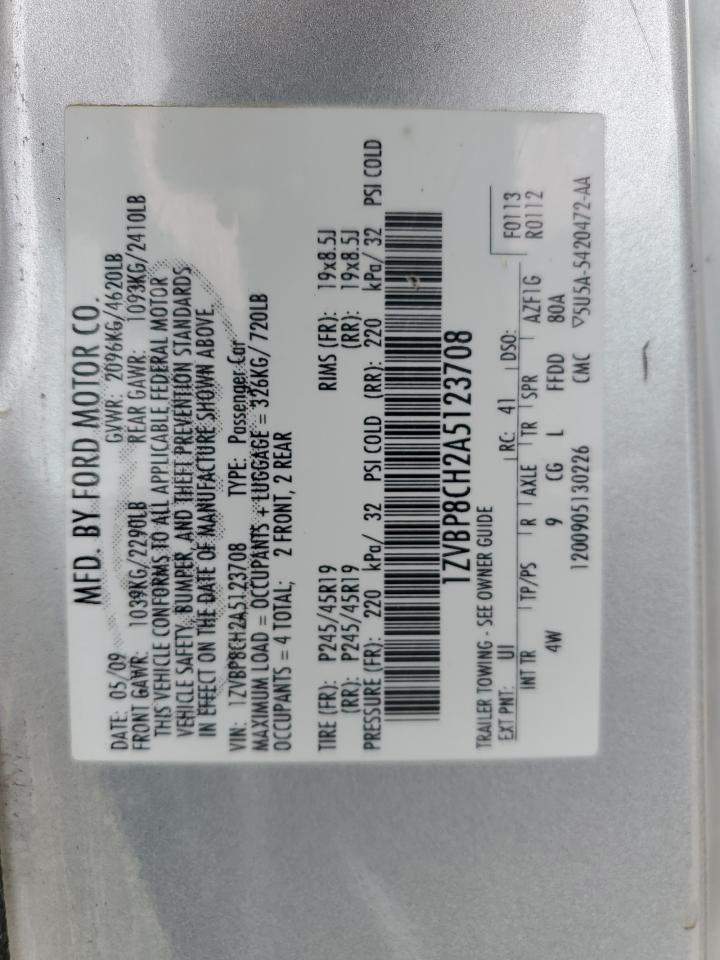 MFD. BY FORD MOTOR CO.
DATE: 05/09 GVWR: 2096KG/4620LB
FRONT GAWR: 1039KG/2290LB REAR GAWR: 1093KG/2410LB
THIS VEHICLE CONFORMS TO ALL APPLICABLE FEDERAL MOTOR
VEHICLE SAFETY, BUMPER, AND THEFT PREVENTION STANDARDS
IN EFFECT ON THE DATE OF MANUFACTURE SHOWN ABOVE.
VIN: 1ZVBP8CH2A5123708 TYPE: Passenger Car
MAXIMUM LOAD = OCCUPANTS + LUGGAGE = 326KG/720LB
OCCUPANTS = 4 TOTAL; 2 FRONT, 2 REAR
TIRE (FR): P245/45R19 RIMS (FR): 19x8.5J
(RR): P245/45R19 (RR): 19x8.5J
PRESSURE (FR): 220 kPa/ 32 PSI COLD (RR): 220 kPa/ 32 PSI COLD
1ZVBP8CH2A5123708
TRAILER TOWING - SEE OWNER GUIDE F0113
EXT PNT: UI RC: 41 DSO: R0112
INT TR TP/PS R AXLE TR SPR AZF1G
4W 9 CG L FFDD 80A
1200905130226 CMC ▽5U5A-5420472-AA